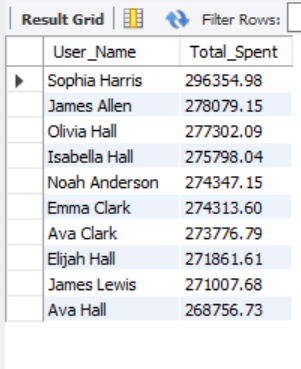 Result Grid Filter Rows:
User_Name Total_Spent
Sophia Harris 296354.98
James Allen 278079.15
Olivia Hall 277302.09
Isabella Hall 275798.04
Noah Anderson 274347.15
Emma Clark 274313.60
Ava Clark 273776.79
Elijah Hall 271861.61
James Lewis 271007.68
Ava Hall 268756.73